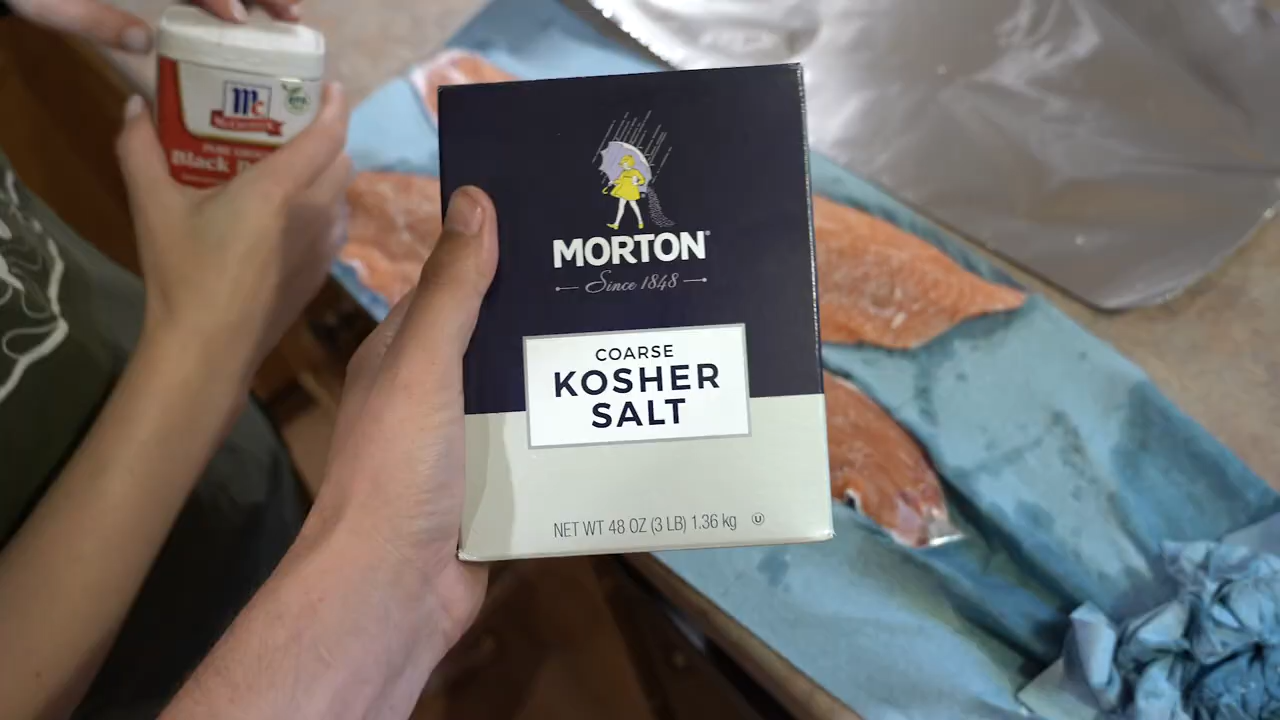 Mc
Black
MORTON®
Since 1848
COARSE
KOSHER
SALT
NET WT 48 OZ (3 LB) 1.36 kg Ⓤ